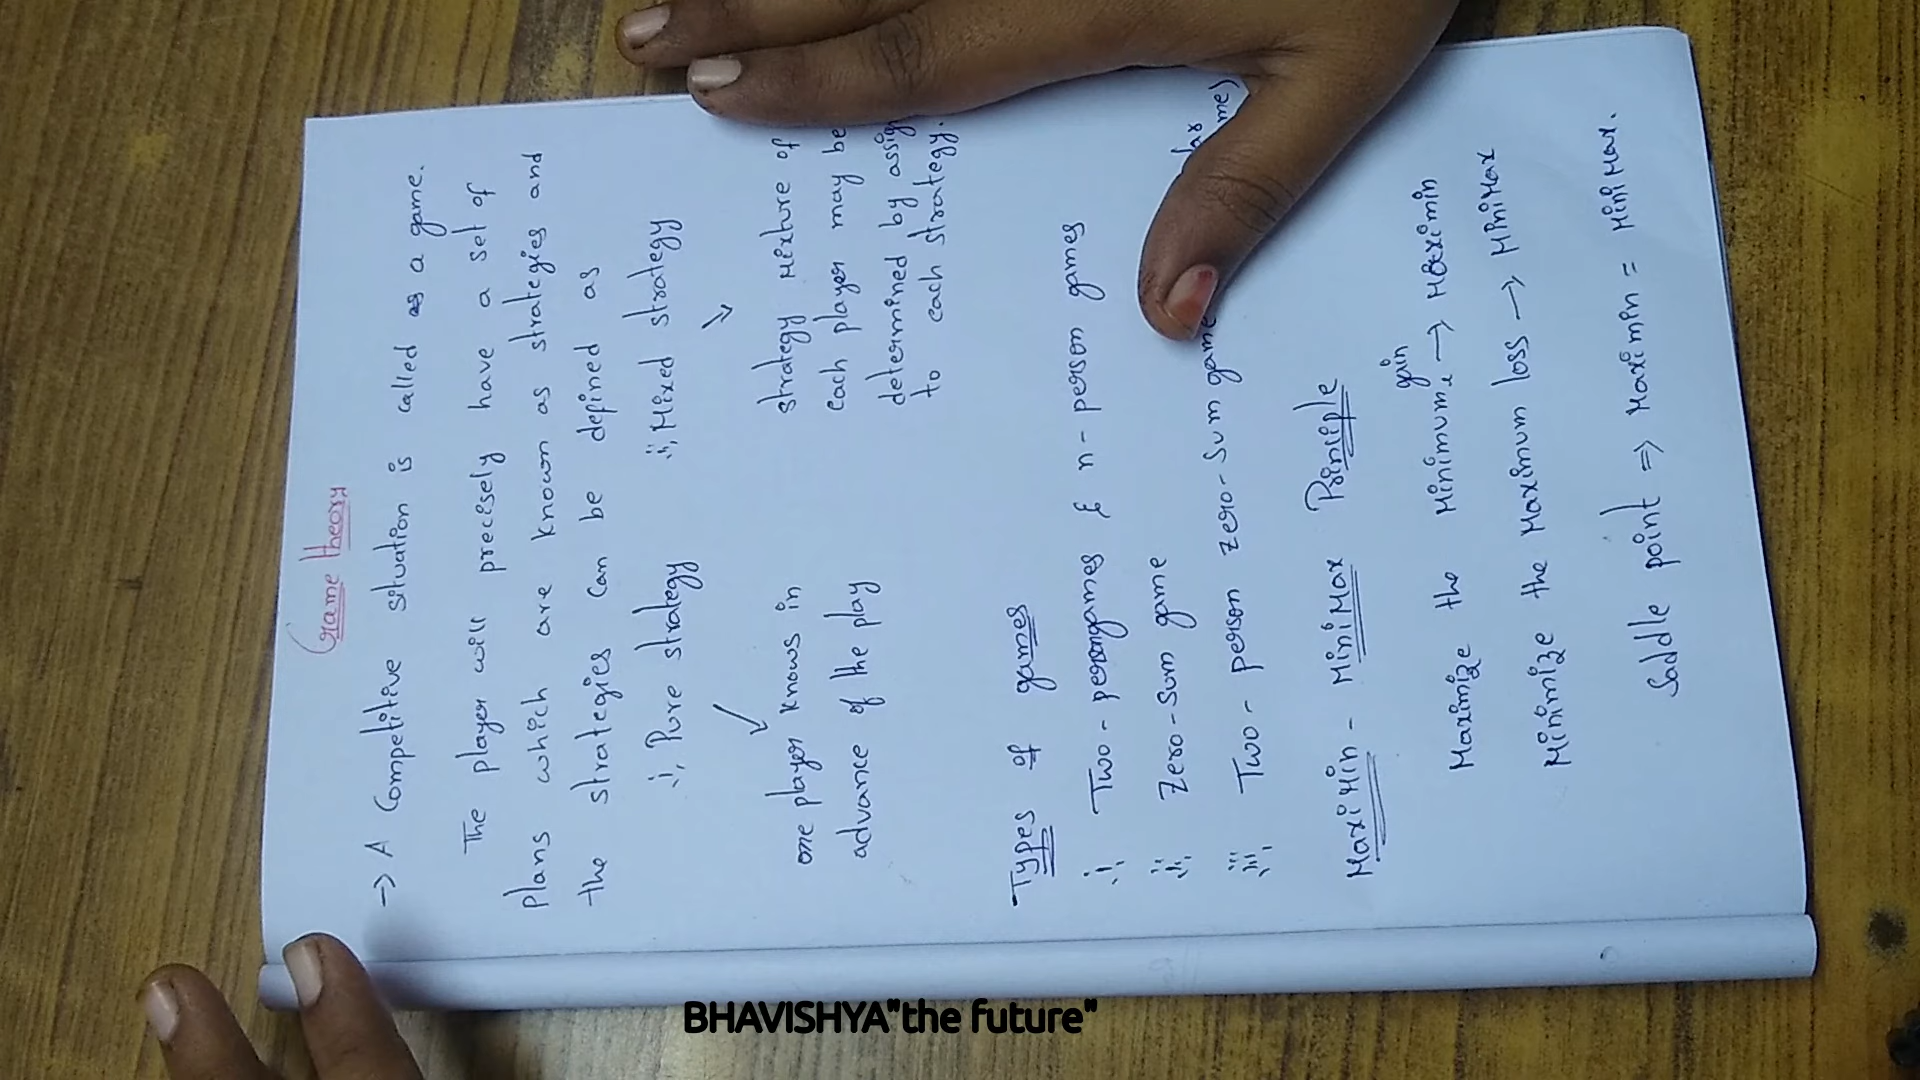 Game theory
→ A Competitive situation is called as a game.
The player will precisely have a set of
plans which are known as strategies and
the strategies can be defined as
i, Pure strategy ii, Mixed strategy
one player knows in
advance of the play
strategy Mixture of
each player may be
determined by assig
to each strategy.
Types of games
i, Two - persongames & n - person games
ii, Zero - Sum game
iii, Two - person zero - Sum game
MaxiMin - MiniMax Principle
Maximize the Minimum gain → Maximin
Minimize the Maximum loss → MiniMax
Saddle point ⇒ Maximin = MiniMax.
BHAVISHYA"the future"